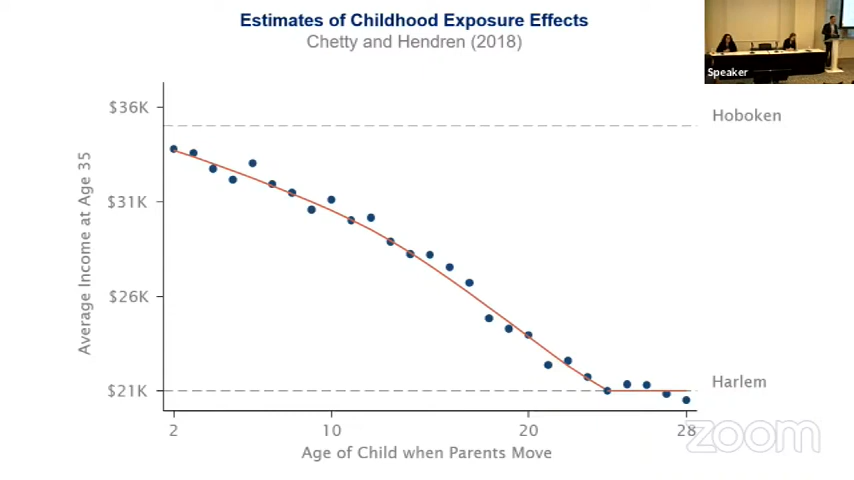 Estimates of Childhood Exposure Effects
Chetty and Hendren (2018)
Speaker
$36K
$31K
$26K
$21K
Average Income at Age 35
Hoboken
Harlem
2
10
20
28
Age of Child when Parents Move
zoom